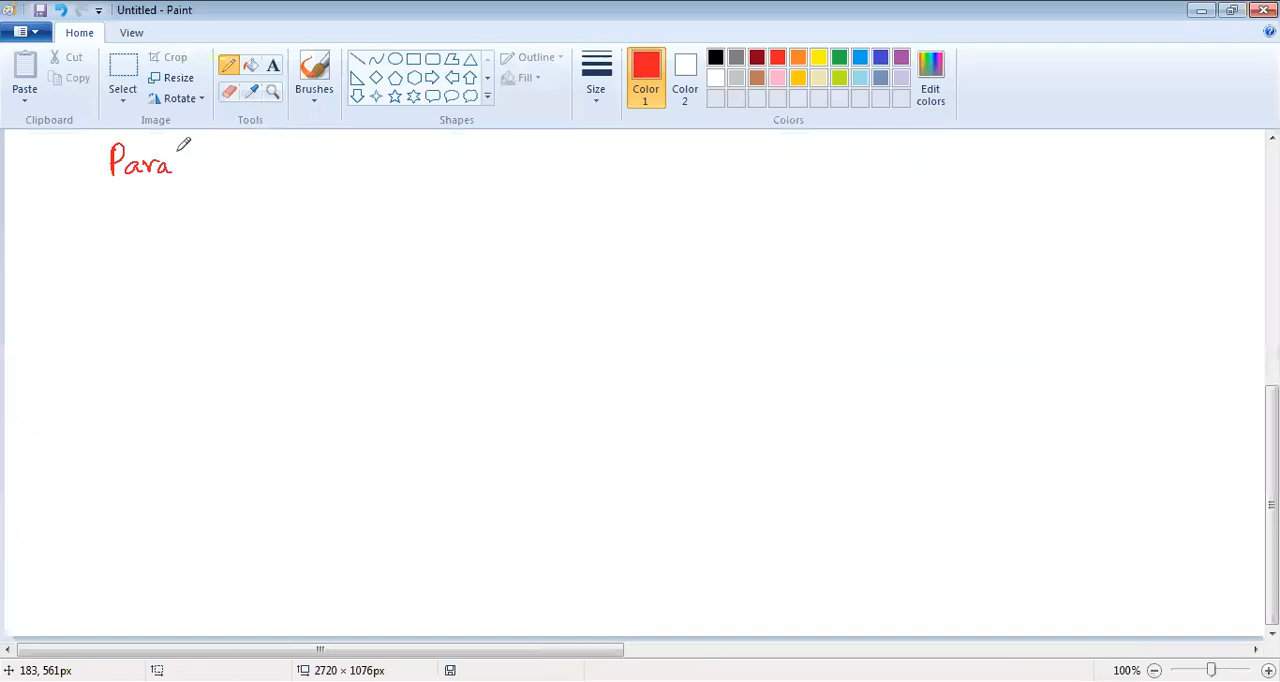 Untitled - Paint
Home View
Paste
Cut
Copy
Clipboard
Select
Crop
Resize
Rotate
Image
A
Tools
Brushes
Shapes
Outline
Fill
Size
Color 1
Color 2
Edit colors
Colors
Para
183, 561px
2720 × 1076px
100%